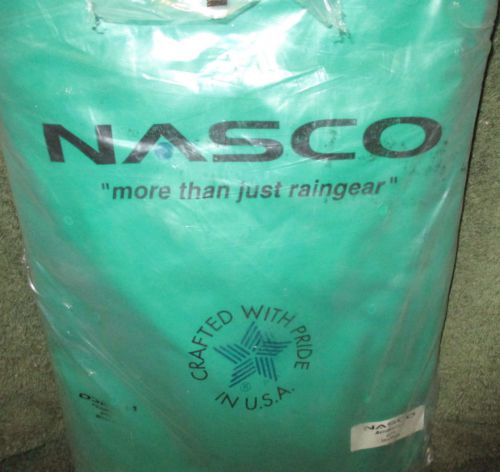 NASCO
"more than just raingear"
CRAFTED WITH PRIDE
IN U.S.A.
®
NASCO